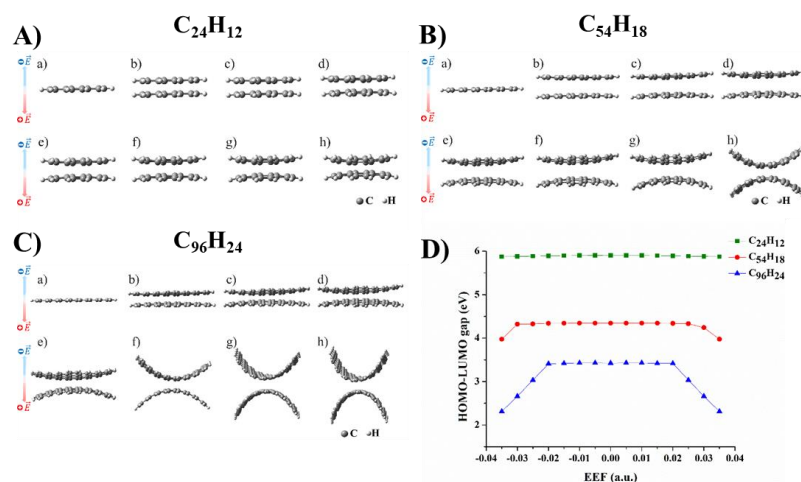 A)
C24H12
a)
b)
c)
d)
e)
f)
g)
h)
C
H
B)
C54H18
a)
b)
c)
d)
e)
f)
g)
h)
C
H
C)
C96H24
a)
b)
c)
d)
e)
f)
g)
h)
C
H
D)
C24H12
C54H18
C96H24
HOMO-LUMO gap (eV)
6
5
4
3
2
-0.04 -0.03 -0.02 -0.01 0.00 0.01 0.02 0.03 0.04
EEF (a.u.)